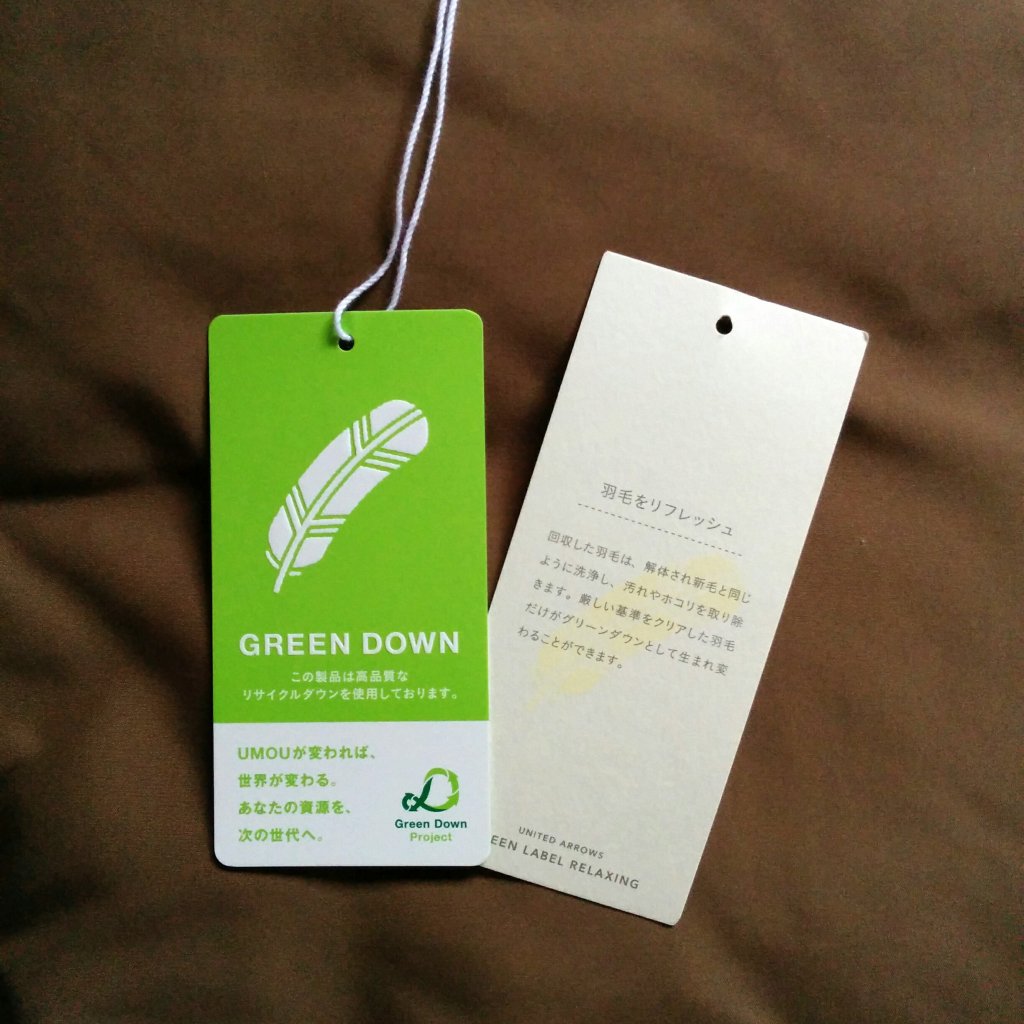 GREEN DOWN
この製品は高品質な
リサイクルダウンを使用しております。
UMOUが変われば、
世界が変わる。
あなたの資源を、
次の世代へ。
Green Down
Project
羽毛をリフレッシュ
回収した羽毛は、解体され新毛と同じ
ように洗浄し、汚れやホコリを取り除
きます。厳しい基準をクリアした羽毛
だけがグリーンダウンとして生まれ変
わることができます。
UNITED ARROWS
EEN LABEL RELAXING